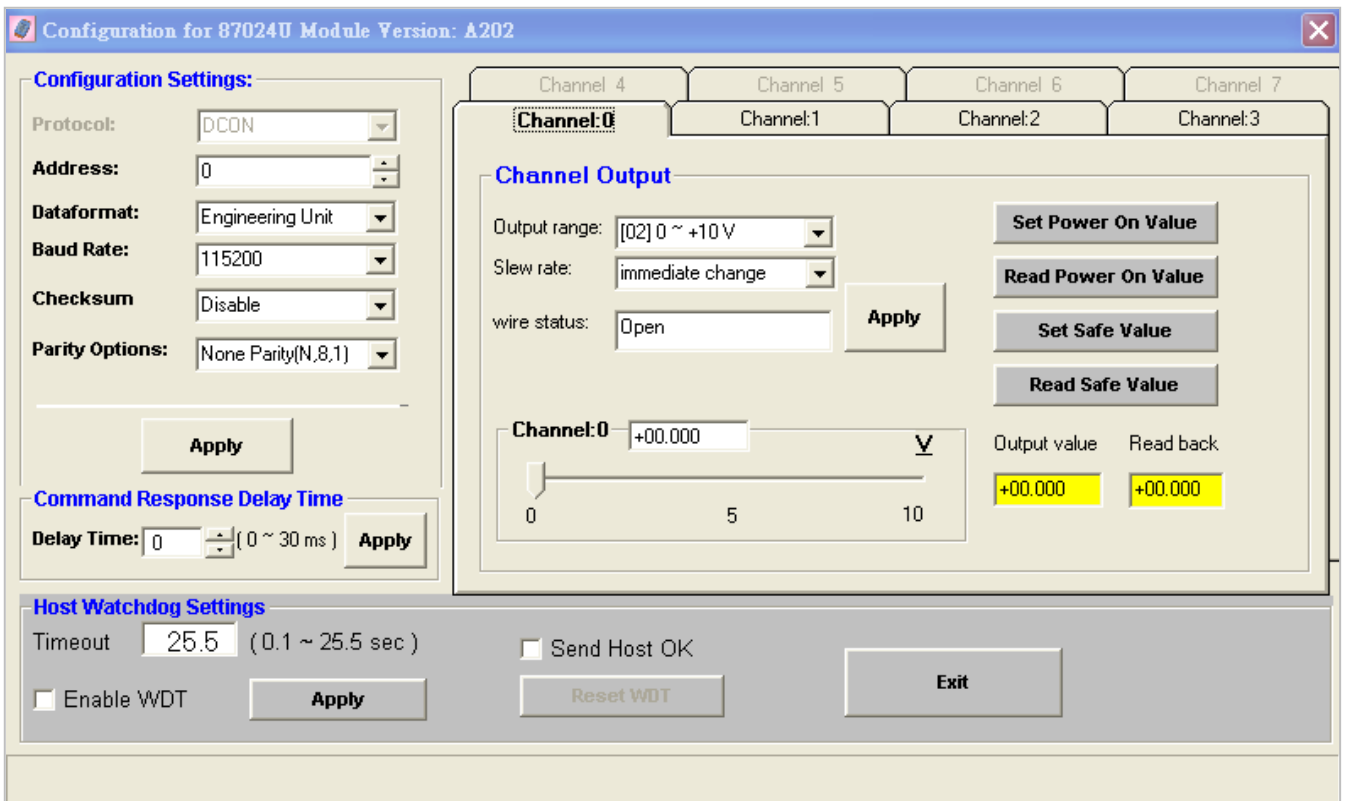 Configuration for 87024U Module Version: A202
Configuration Settings:
Protocol: DCON
Address: 0
Dataformat: Engineering Unit
Baud Rate: 115200
Checksum Disable
Parity Options: None Parity(N,8,1)
Apply
Command Response Delay Time
Delay Time: 0 ( 0 ~ 30 ms ) Apply
Channel 4 Channel 5 Channel 6 Channel 7
Channel:0 Channel:1 Channel:2 Channel:3
Channel Output
Output range: [02] 0 ~ +10 V
Slew rate: immediate change
wire status: Open
Apply
Set Power On Value
Read Power On Value
Set Safe Value
Read Safe Value
Channel:0 +00.000 V
0 5 10
Output value Read back
+00.000 +00.000
Host Watchdog Settings
Timeout 25.5 ( 0.1 ~ 25.5 sec )
Enable WDT Apply
Send Host OK
Reset WDT
Exit